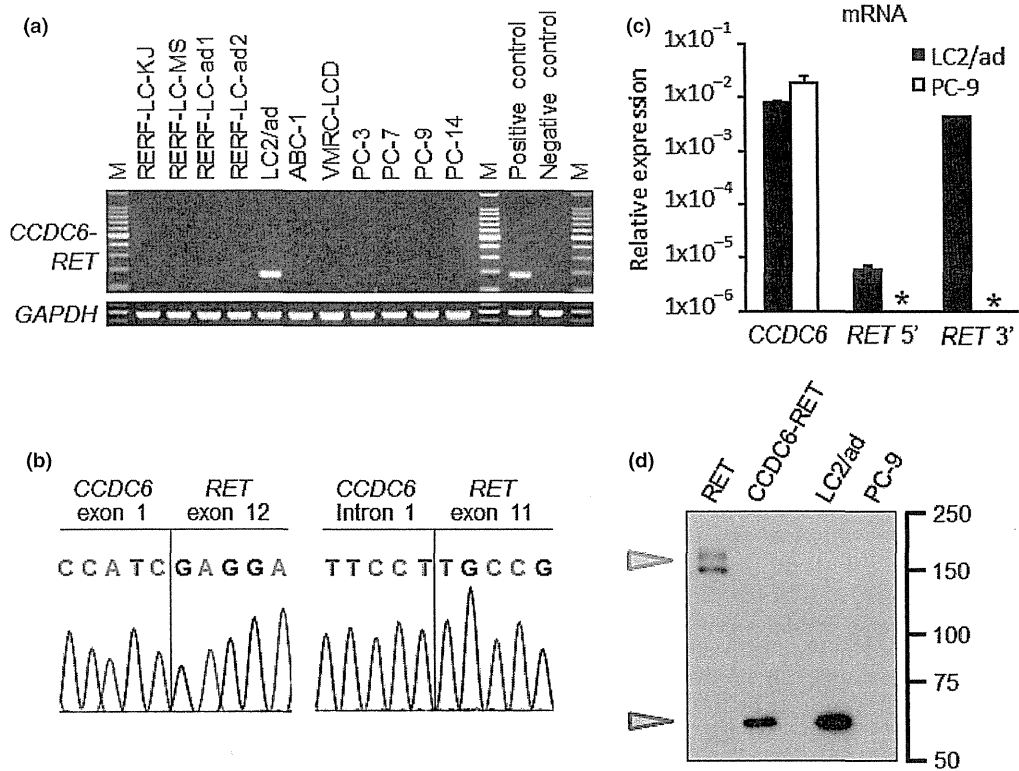 (a)
M
RERF-LC-KJ
RERF-LC-MS
RERF-LC-ad1
RERF-LC-ad2
LC2/ad
ABC-1
VMRC-LCD
PC-3
PC-7
PC-9
PC-14
M
Positive control
Negative control
M
CCDC6-
RET
GAPDH
(b)
CCDC6
exon 1
RET
exon 12
CCATCGAGGA
CCDC6
Intron 1
RET
exon 11
TTCCTTGCCG
(c)
mRNA
Relative expression
1x10⁻¹
1x10⁻²
1x10⁻³
1x10⁻⁴
1x10⁻⁵
1x10⁻⁶
LC2/ad
PC-9
*
*
CCDC6
RET 5'
RET 3'
(d)
RET
CCDC6-RET
LC2/ad
PC-9
250
150
100
75
50